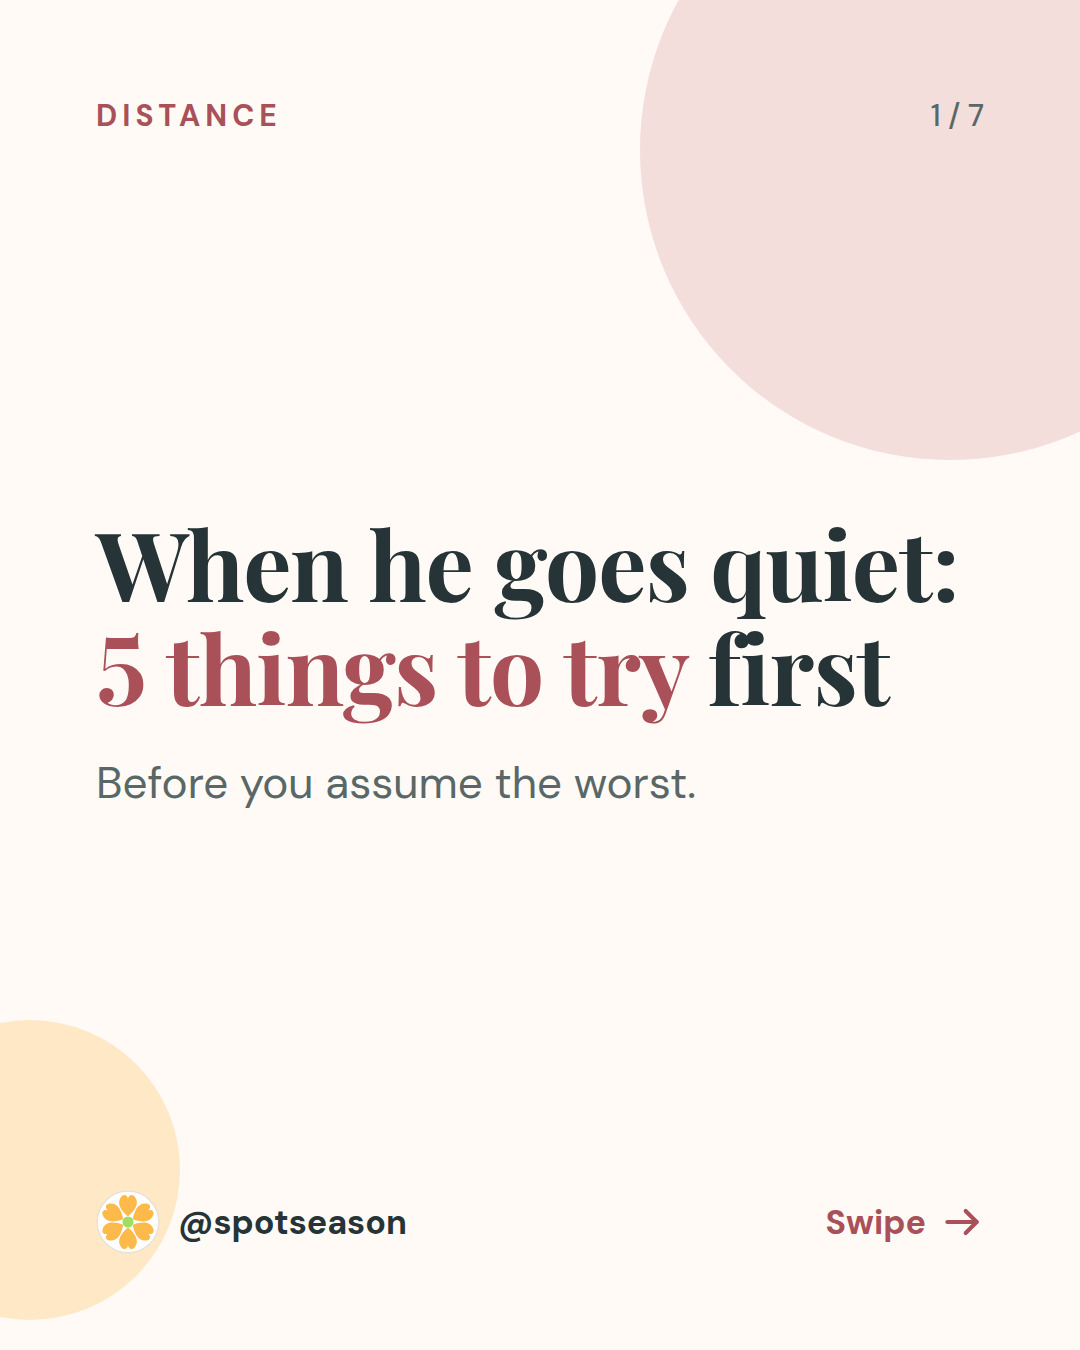 DISTANCE
1 / 7
When he goes quiet:
5 things to try first
Before you assume the worst.
@spotseason
Swipe →